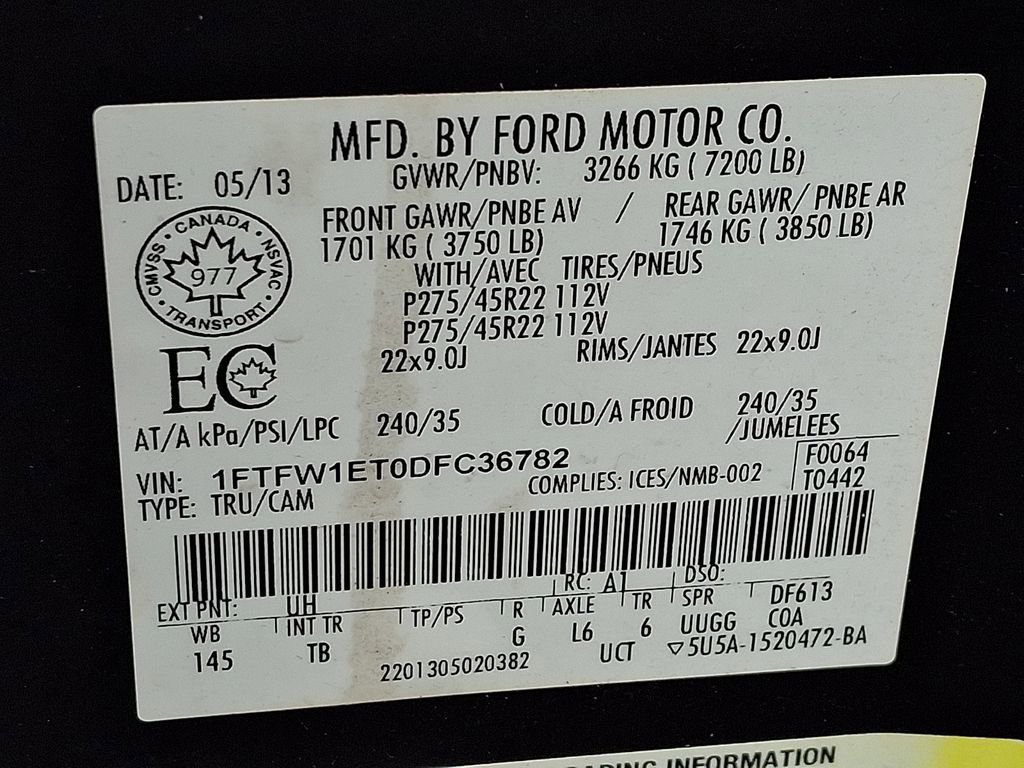 MFD. BY FORD MOTOR CO.
DATE: 05/13 GVWR/PNBV: 3266 KG ( 7200 LB)
FRONT GAWR/PNBE AV / REAR GAWR/ PNBE AR
1701 KG ( 3750 LB) 1746 KG ( 3850 LB)
WITH/AVEC TIRES/PNEUS
P275/45R22 112V
P275/45R22 112V
22x9.0J RIMS/JANTES 22x9.0J
CANADA
CMVSS NSVAC
977
TRANSPORT
EC
AT/A kPa/PSI/LPC 240/35 COLD/A FROID 240/35
/JUMELEES
VIN: 1FTFW1ET0DFC36782 F0064
TYPE: TRU/CAM COMPLIES: ICES/NMB-002 T0442
EXT PNT: UH RC: A1 DSO:
WB INT TR TP/PS R AXLE TR SPR DF613
145 TB G L6 6 UUGG COA
2201305020382 UCT ▽5U5A-1520472-BA
INFORMATION